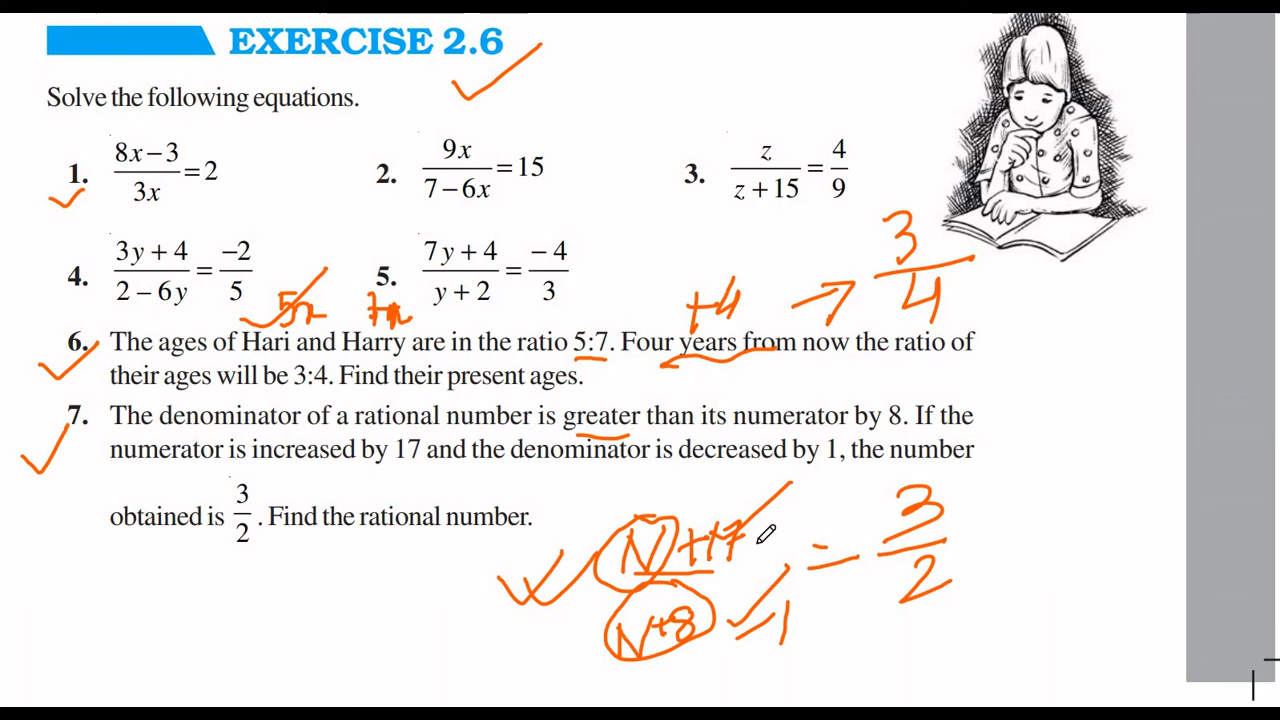 EXERCISE 2.6
Solve the following equations.
1. (8x − 3)/(3x) = 2
2. 9x/(7 − 6x) = 15
3. z/(z + 15) = 4/9
4. (3y + 4)/(2 − 6y) = −2/5
5. (7y + 4)/(y + 2) = −4/3
5x 7x +4 → 3/4
6. The ages of Hari and Harry are in the ratio 5:7. Four years from now the ratio of
their ages will be 3:4. Find their present ages.
7. The denominator of a rational number is greater than its numerator by 8. If the
numerator is increased by 17 and the denominator is decreased by 1, the number
obtained is 3/2. Find the rational number.
N+17 = 3/2
N+8 −1